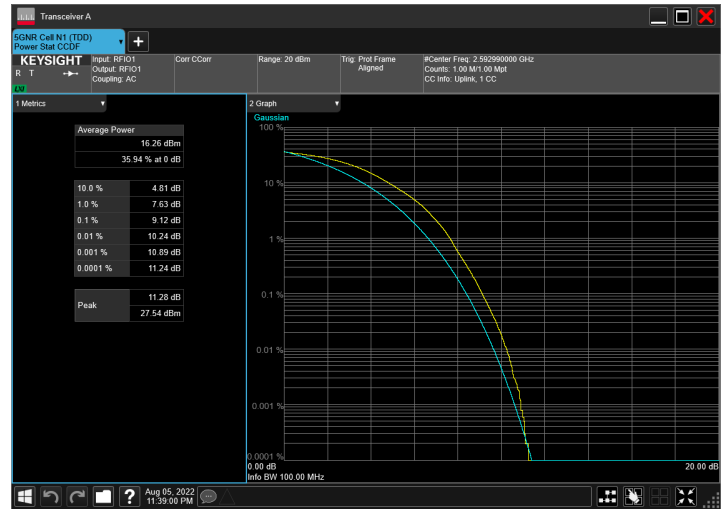 Transceiver A
5GNR Cell N1 (TDD)
Power Stat CCDF
KEYSIGHT
R T
LXI
Input: RFIO1
Output: RFIO1
Coupling: AC
Corr CCorr
Range: 20 dBm
Trig: Prot Frame
Aligned
#Center Freq: 2.592990000 GHz
Counts: 1.00 M/1.00 Mpt
CC Info: Uplink, 1 CC
1 Metrics
Average Power
16.26 dBm
35.94 % at 0 dB
10.0 % 4.81 dB
1.0 % 7.63 dB
0.1 % 9.12 dB
0.01 % 10.24 dB
0.001 % 10.89 dB
0.0001 % 11.24 dB
Peak
11.28 dB
27.54 dBm
2 Graph
Gaussian
100 %
10 %
1 %
0.1 %
0.01 %
0.001 %
0.0001 %
0.00 dB 20.00 dB
Info BW 100.00 MHz
?
Aug 05, 2022
11:39:00 PM